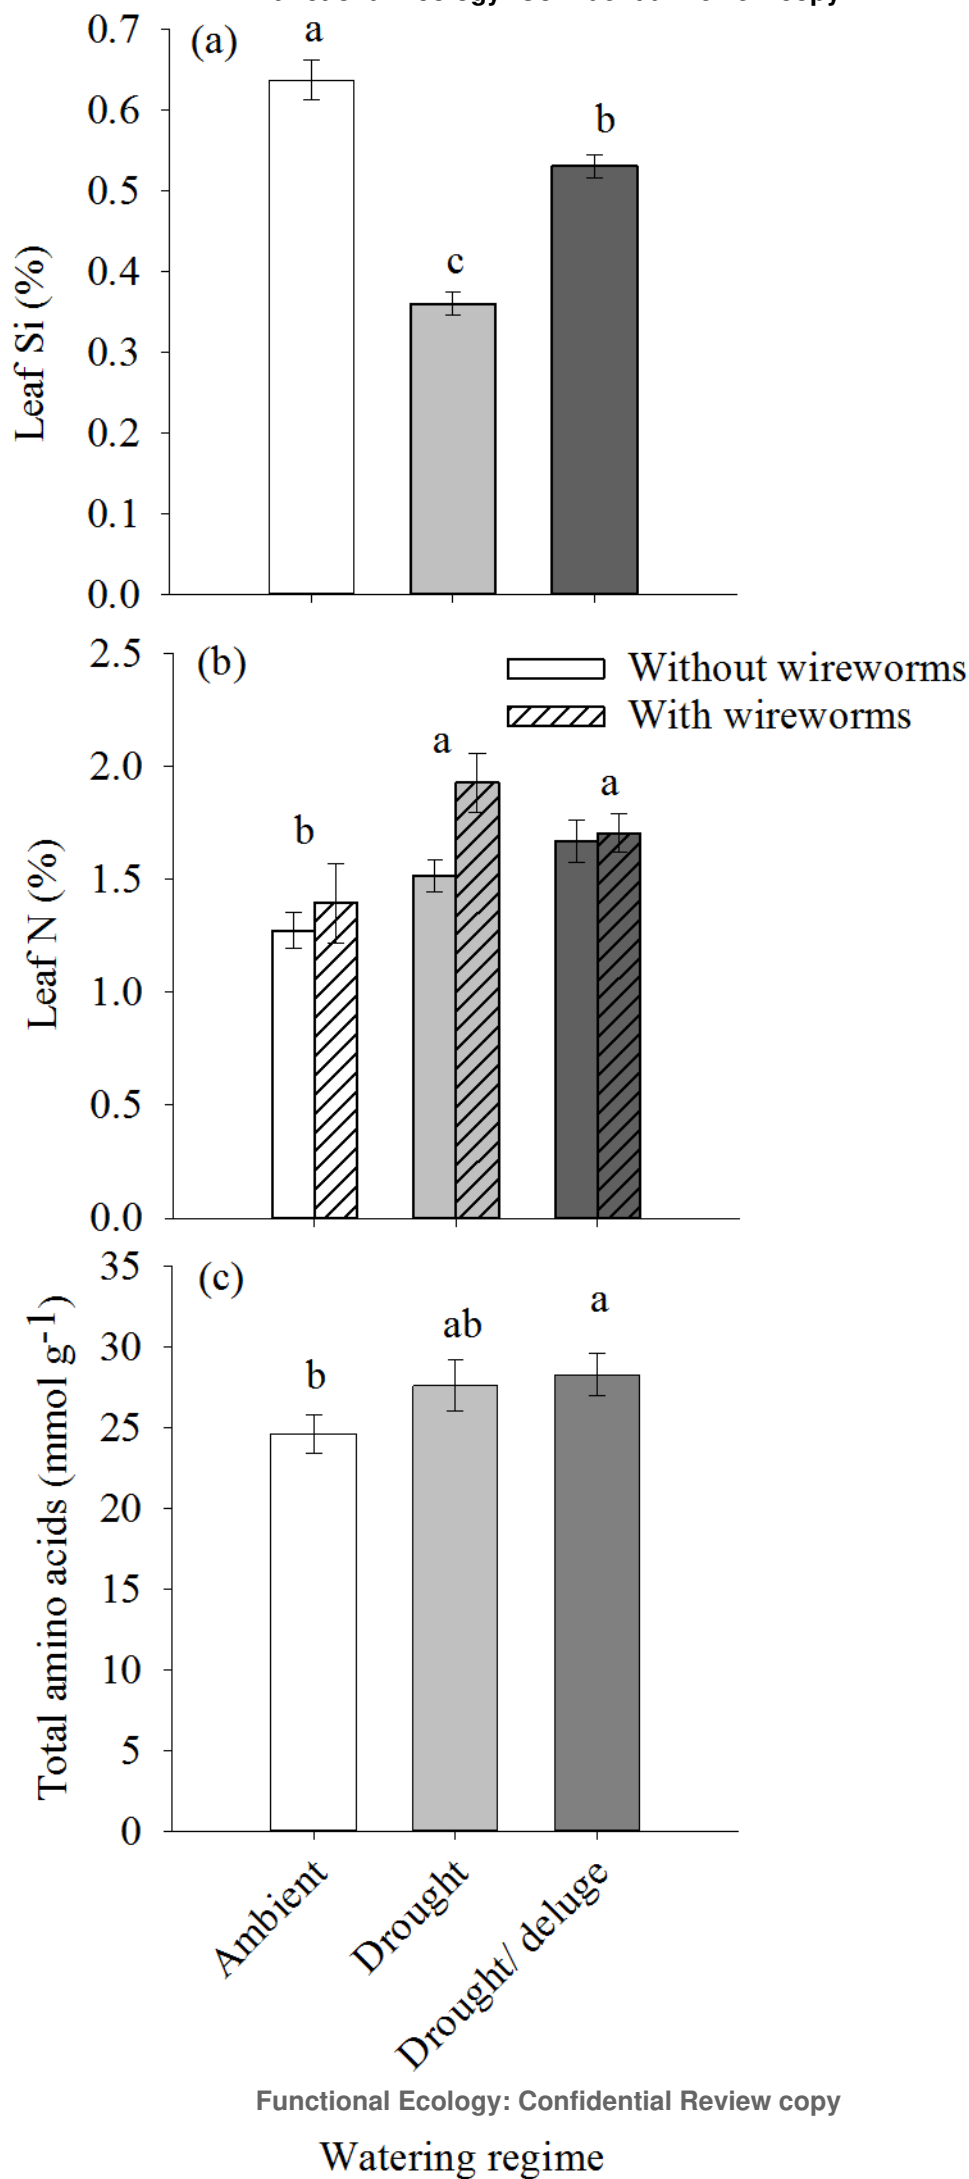 (a)
a
b
c
0.7
0.6
0.5
0.4
0.3
0.2
0.1
0.0
Leaf Si (%)
(b)
Without wireworms
With wireworms
b
a
a
2.5
2.0
1.5
1.0
0.5
0.0
Leaf N (%)
(c)
b
ab
a
35
30
25
20
15
10
5
0
Total amino acids (mmol g⁻¹)
Ambient
Drought
Drought/ deluge
Functional Ecology: Confidential Review copy
Watering regime